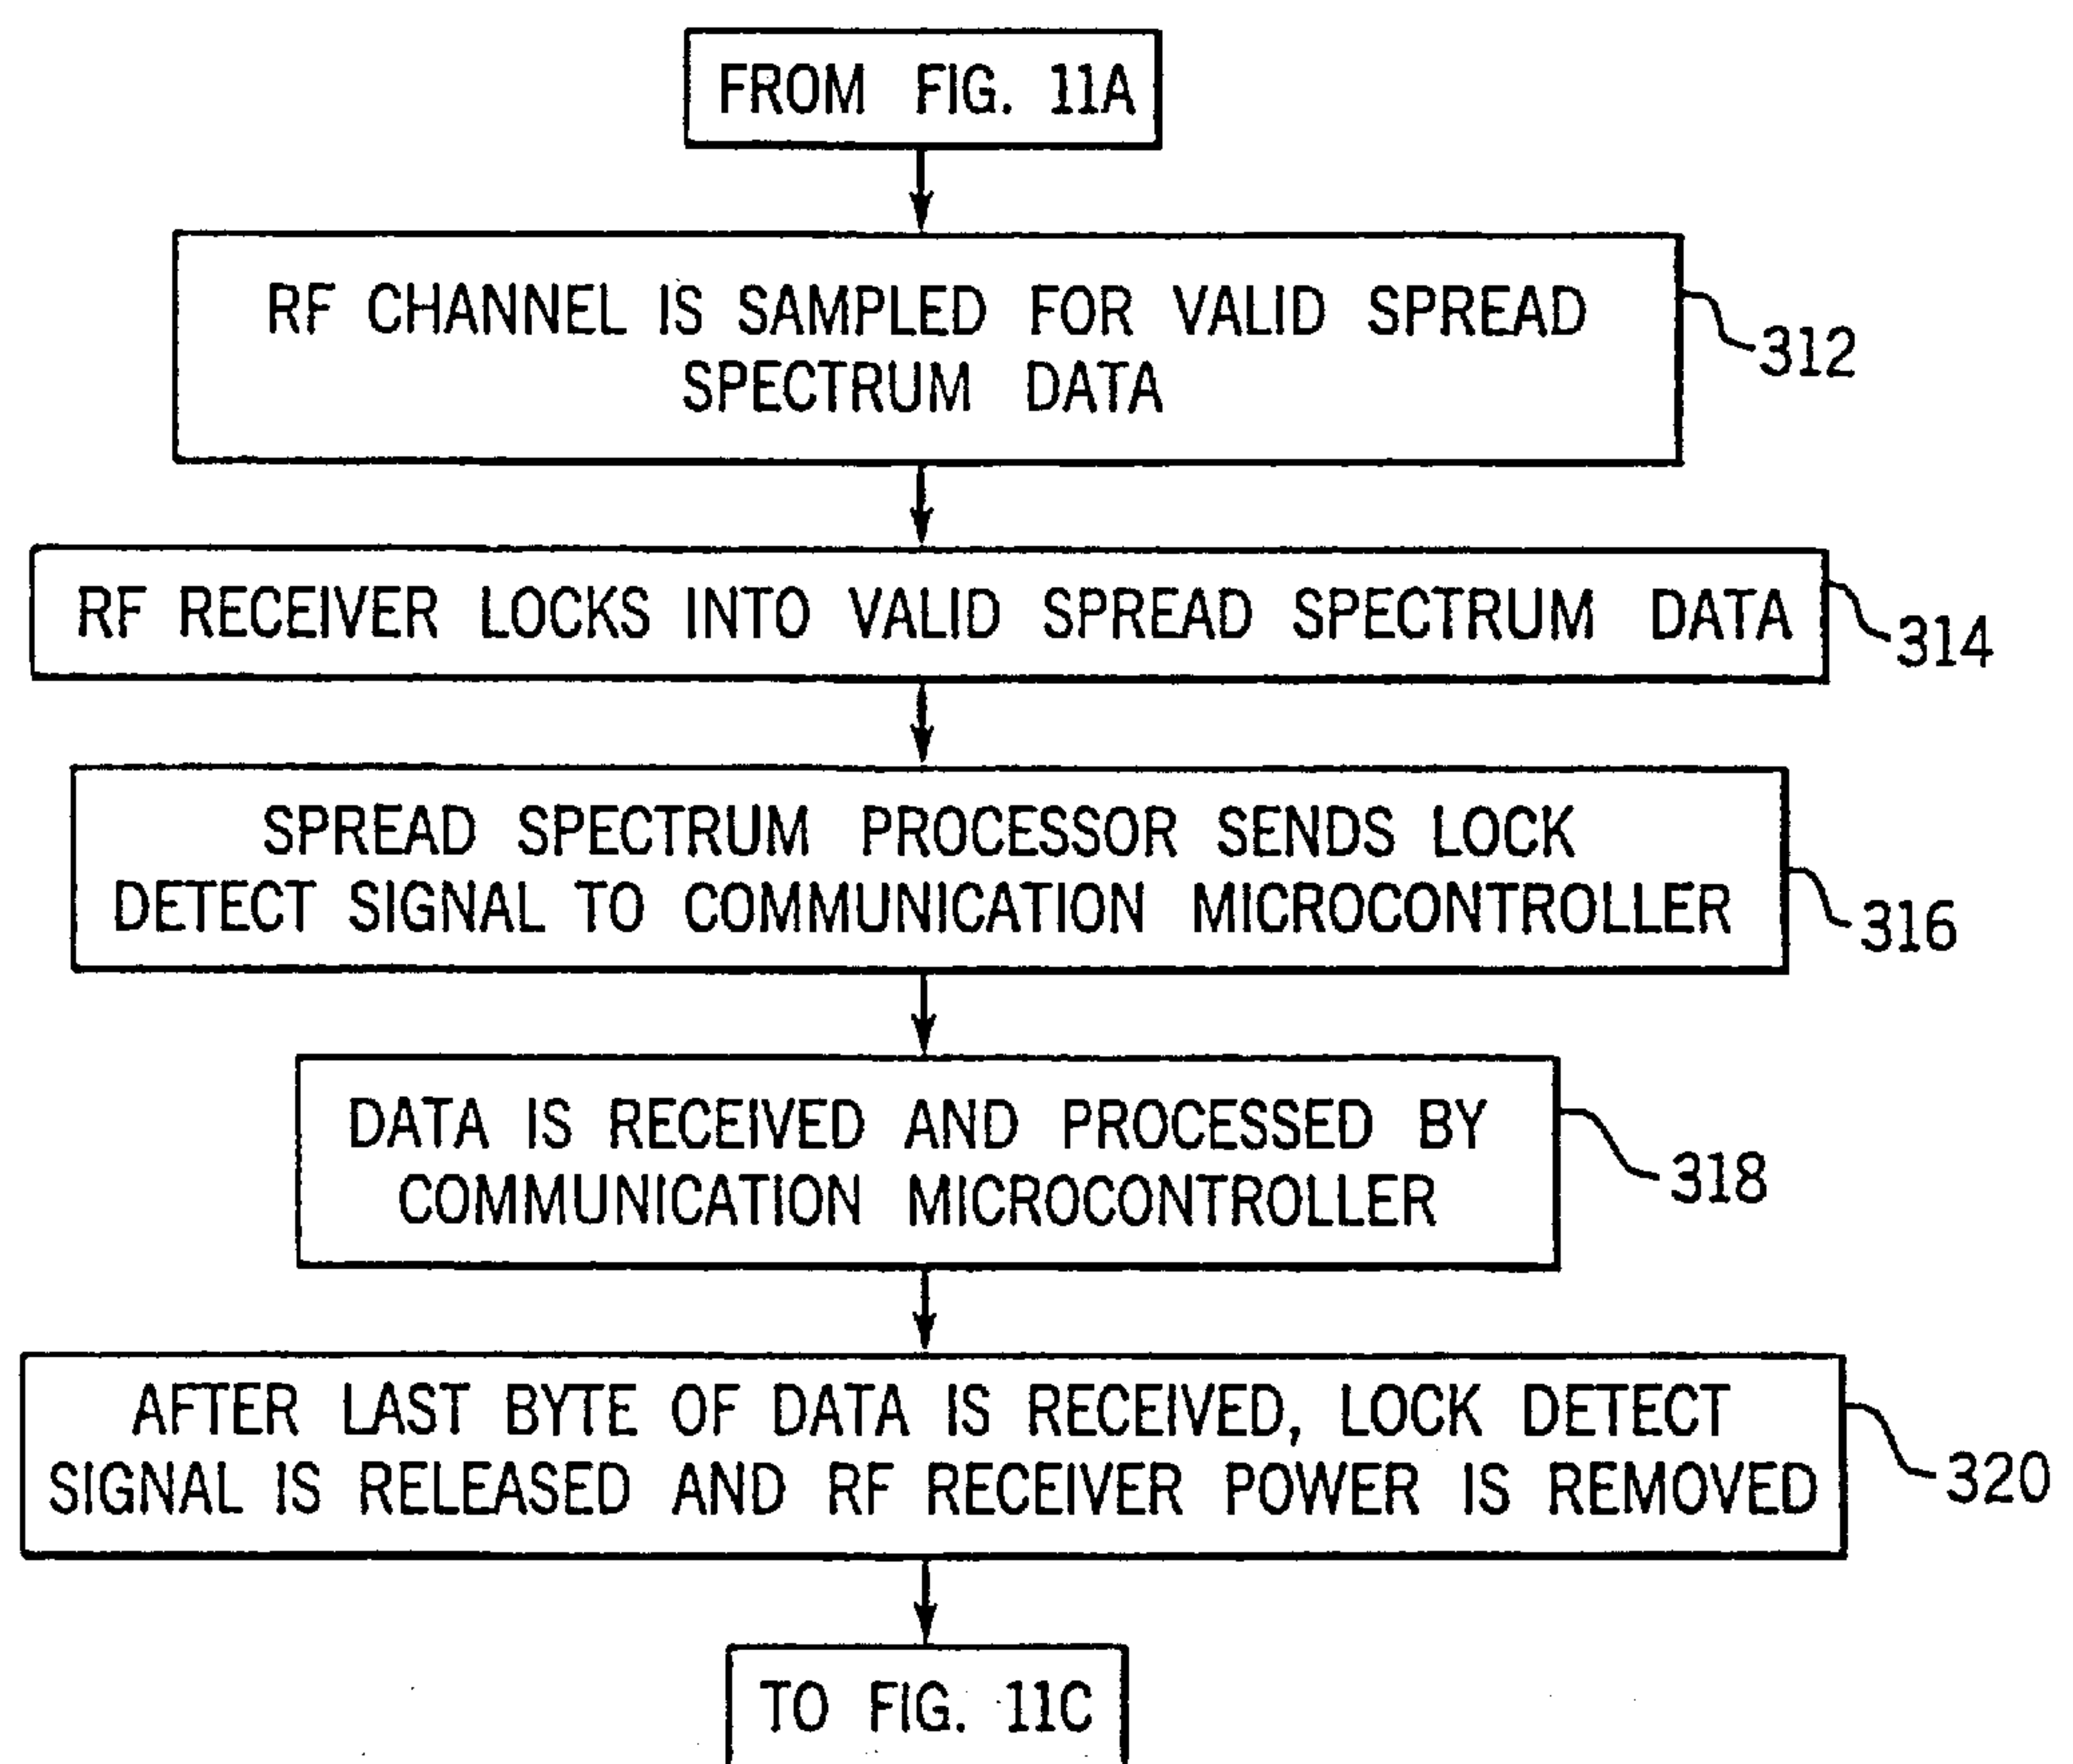 FROM FIG. 11A
RF CHANNEL IS SAMPLED FOR VALID SPREAD
SPECTRUM DATA
312
RF RECEIVER LOCKS INTO VALID SPREAD SPECTRUM DATA
314
SPREAD SPECTRUM PROCESSOR SENDS LOCK
DETECT SIGNAL TO COMMUNICATION MICROCONTROLLER
316
DATA IS RECEIVED AND PROCESSED BY
COMMUNICATION MICROCONTROLLER
318
AFTER LAST BYTE OF DATA IS RECEIVED, LOCK DETECT
SIGNAL IS RELEASED AND RF RECEIVER POWER IS REMOVED
320
TO FIG. 11C